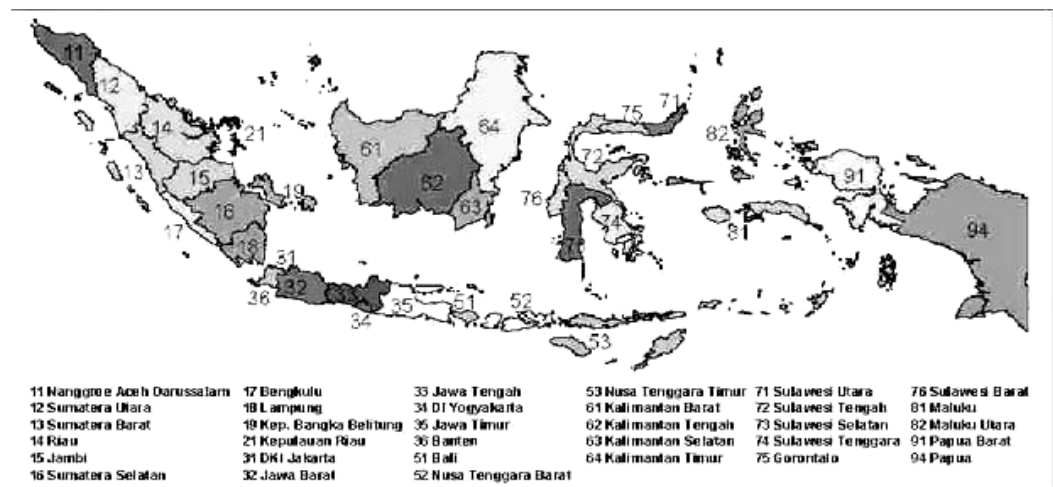 11
12
13
14
15
16
17
18
19
21
31
32
34
35
36
51
52
53
61
62
63
64
71
72
74
75
76
81
82
91
94
11 Nanggroe Aceh Darussalam
12 Sumatera Utara
13 Sumatera Barat
14 Riau
15 Jambi
16 Sumatera Selatan
17 Bengkulu
18 Lampung
19 Kep. Bangka Belitung
21 Kepulauan Riau
31 DKI Jakarta
32 Jawa Barat
33 Jawa Tengah
34 DI Yogyakarta
35 Jawa Timur
36 Banten
51 Bali
52 Nusa Tenggara Barat
53 Nusa Tenggara Timur
61 Kalimantan Barat
62 Kalimantan Tengah
63 Kalimantan Selatan
64 Kalimantan Timur
71 Sulawesi Utara
72 Sulawesi Tengah
73 Sulawesi Selatan
74 Sulawesi Tenggara
75 Gorontalo
76 Sulawesi Barat
81 Maluku
82 Maluku Utara
91 Papua Barat
94 Papua